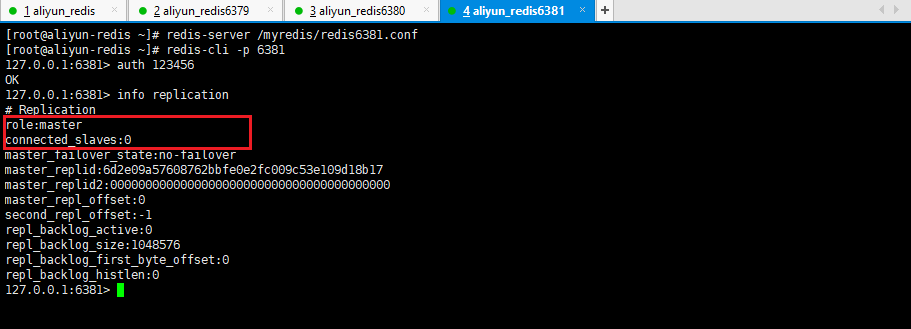 1 aliyun_redis × 2 aliyun_redis6379 × 3 aliyun_redis6380 × 4 aliyun_redis6381 ×
[root@aliyun-redis ~]# redis-server /myredis/redis6381.conf
[root@aliyun-redis ~]# redis-cli -p 6381
127.0.0.1:6381> auth 123456
OK
127.0.0.1:6381> info replication
# Replication
role:master
connected_slaves:0
master_failover_state:no-failover
master_replid:6d2e09a57608762bbfe0e2fc009c53e109d18b17
master_replid2:0000000000000000000000000000000000000000
master_repl_offset:0
second_repl_offset:-1
repl_backlog_active:0
repl_backlog_size:1048576
repl_backlog_first_byte_offset:0
repl_backlog_histlen:0
127.0.0.1:6381>